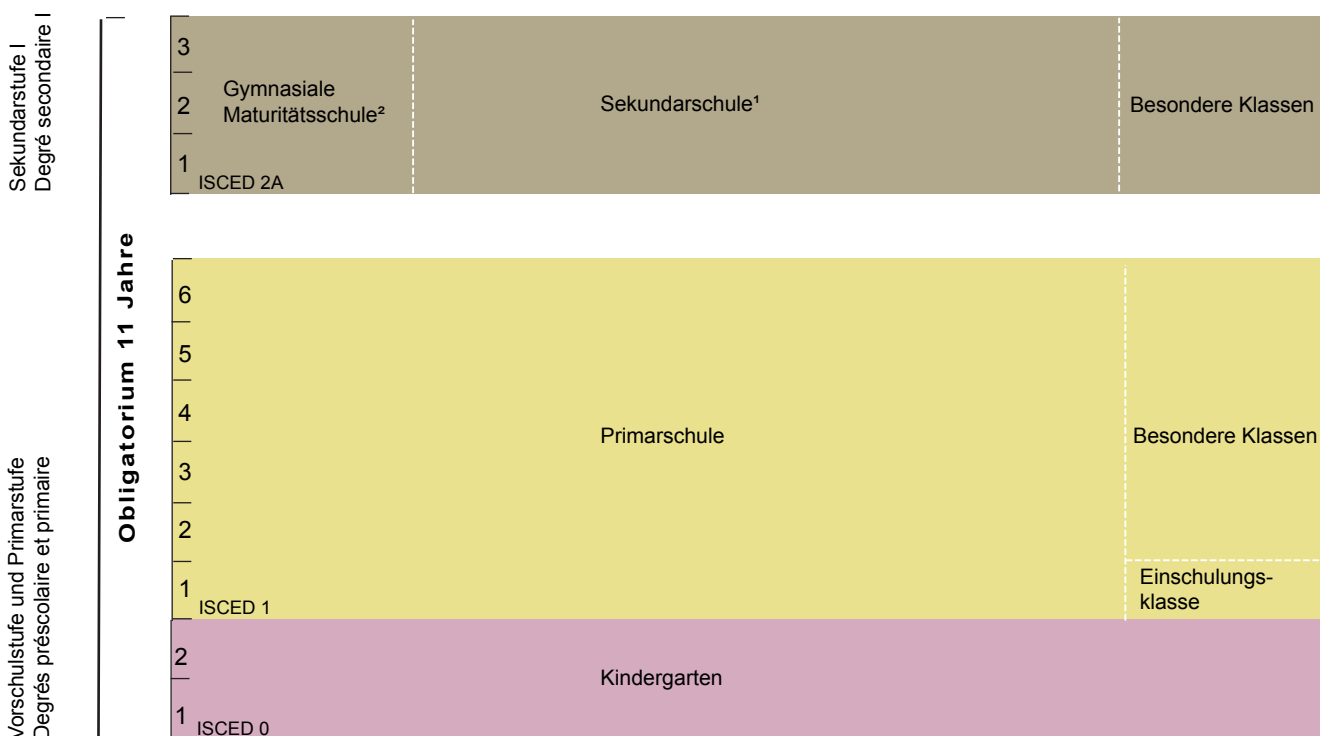 Sekundarstufe I
Degré secondaire I
3
2
1
Gymnasiale
Maturitätsschule²
ISCED 2A
Sekundarschule¹
Besondere Klassen
Obligatorium 11 Jahre
Vorschulstufe und Primarstufe
Degrés préscolaire et primaire
6
5
4
3
2
1
ISCED 1
Primarschule
Besondere Klassen
Einschulungs-
klasse
2
1
ISCED 0
Kindergarten